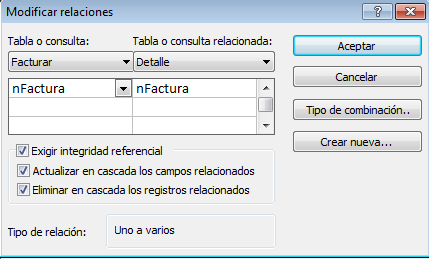 Modificar relaciones
Tabla o consulta: Tabla o consulta relacionada:
Facturar Detalle
nFactura nFactura
Exigir integridad referencial
Actualizar en cascada los campos relacionados
Eliminar en cascada los registros relacionados
Tipo de relación: Uno a varios
Aceptar
Cancelar
Tipo de combinación..
Crear nueva...